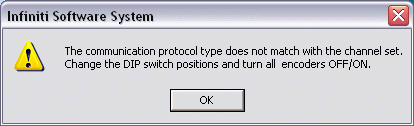 Infiniti Software System
The communication protocol type does not match with the channel set.
Change the DIP switch positions and turn all encoders OFF/ON.
OK